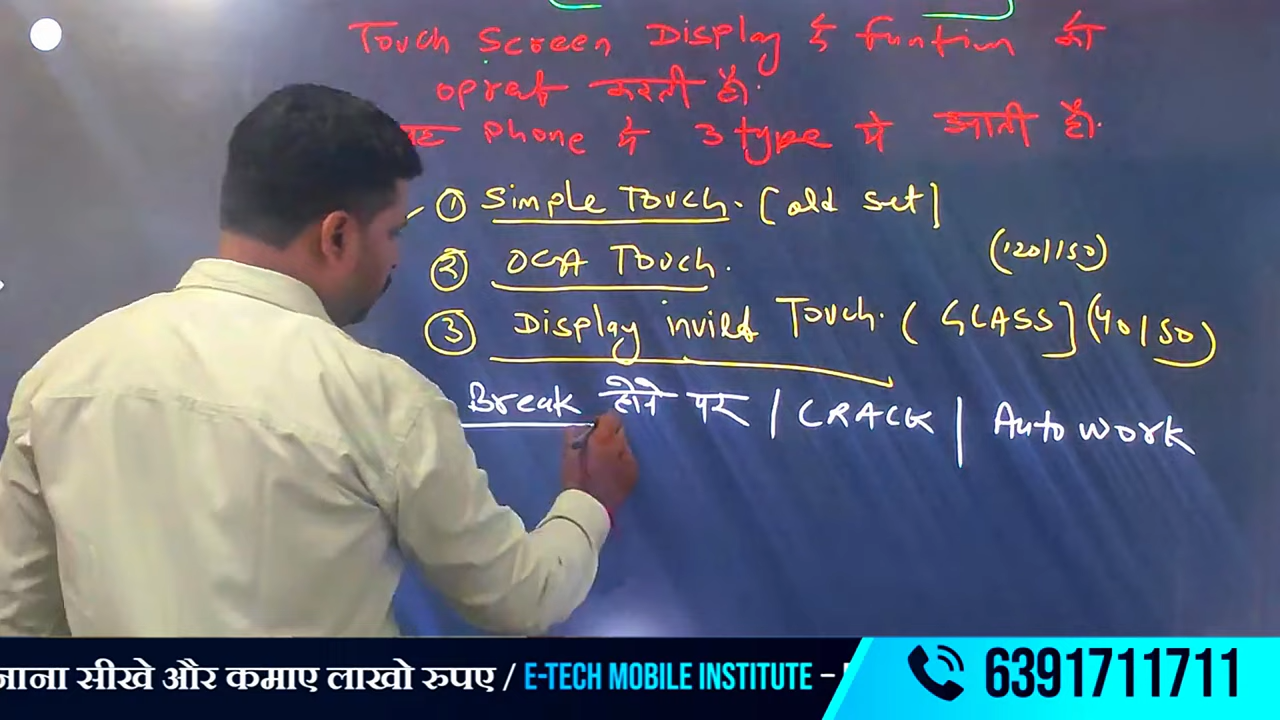 Touch Screen Display के funtion को
oprat करती है।
यह phone मे 3 type मे आती है।
① Simple Touch. [old set]
② OCA Touch. (120/150)
③ Display invild Touch. (GLASS] (40/50)
Break होने पर / CRACK / Auto work
नाना सीखे और कमाए लाखो रुपए / E-TECH MOBILE INSTITUTE –
6391711711